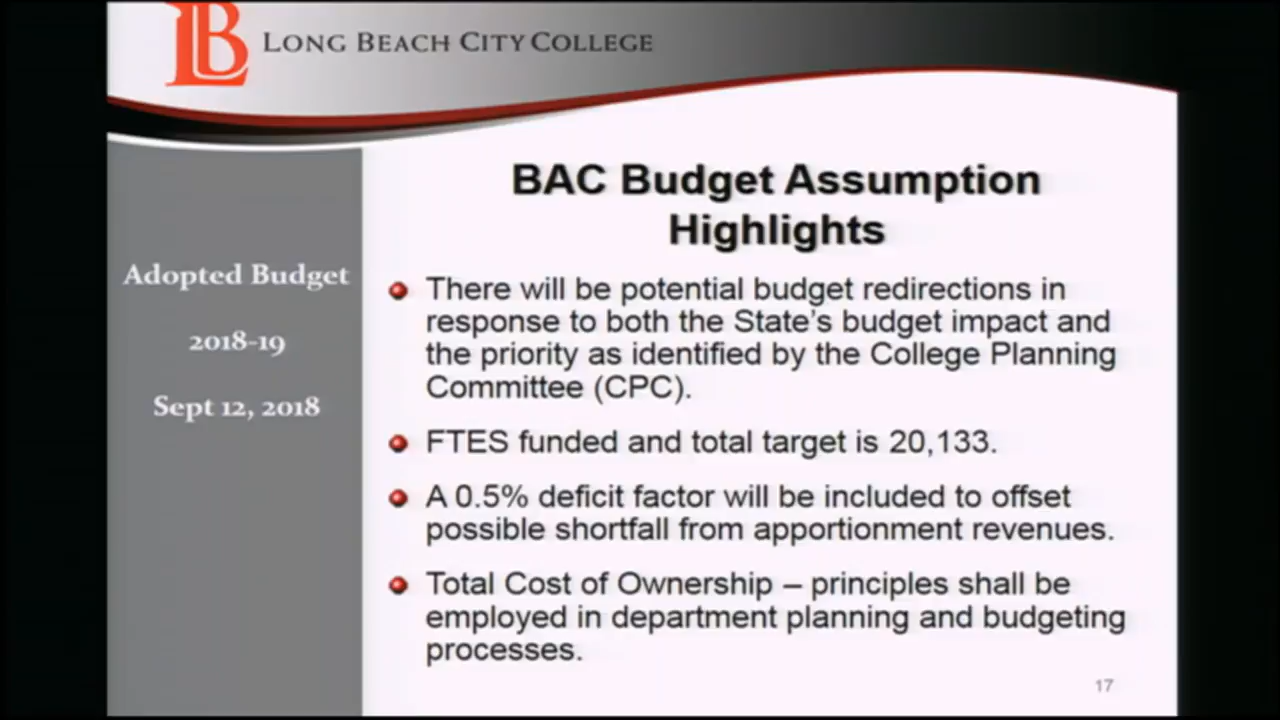 LB LONG BEACH CITY COLLEGE
BAC Budget Assumption
Highlights
Adopted Budget
2018-19
Sept 12, 2018
There will be potential budget redirections in
response to both the State's budget impact and
the priority as identified by the College Planning
Committee (CPC).
FTES funded and total target is 20,133.
A 0.5% deficit factor will be included to offset
possible shortfall from apportionment revenues.
Total Cost of Ownership – principles shall be
employed in department planning and budgeting
processes.
17